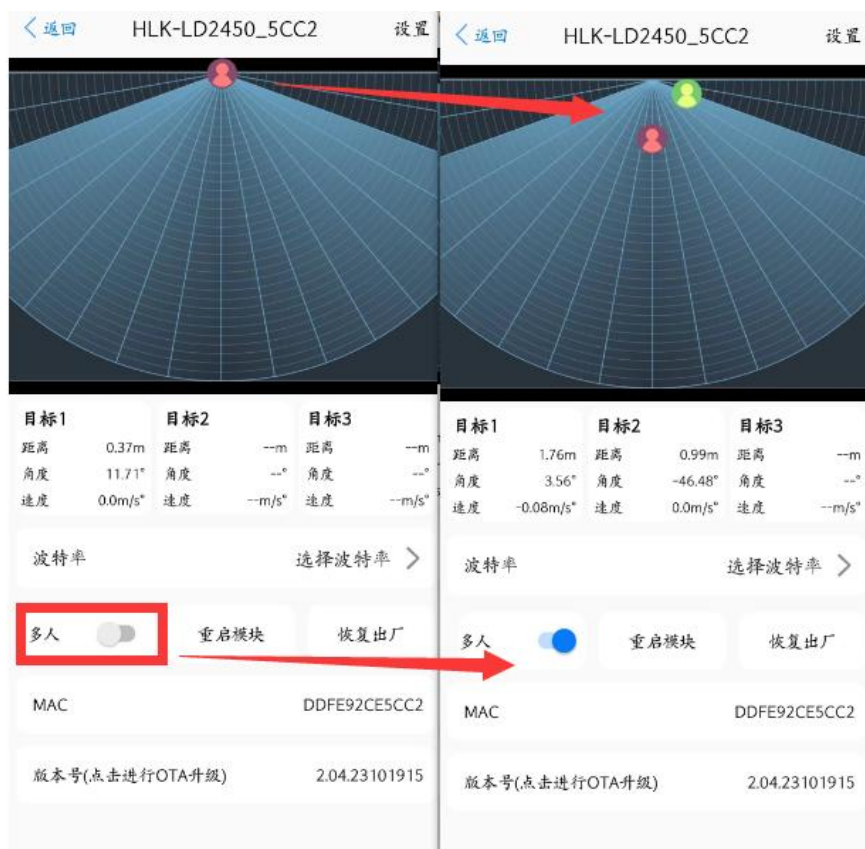 返回 HLK-LD2450_5CC2 设置
目标1 目标2 目标3
距离 0.37m 距离 --m 距离 --m
角度 11.71° 角度 --° 角度 --°
速度 0.0m/s° 速度 --m/s° 速度 --m/s°
波特率 选择波特率
多人 重启模块 恢复出厂
MAC DDFE92CE5CC2
版本号(点击进行OTA升级) 2.04.23101915
返回 HLK-LD2450_5CC2 设置
目标1 目标2 目标3
距离 1.76m 距离 0.99m 距离 --m
角度 3.56° 角度 -46.48° 角度 --°
速度 -0.08m/s° 速度 0.0m/s° 速度 --m/s°
波特率 选择波特率
多人 重启模块 恢复出厂
MAC DDFE92CE5CC2
版本号(点击进行OTA升级) 2.04.23101915